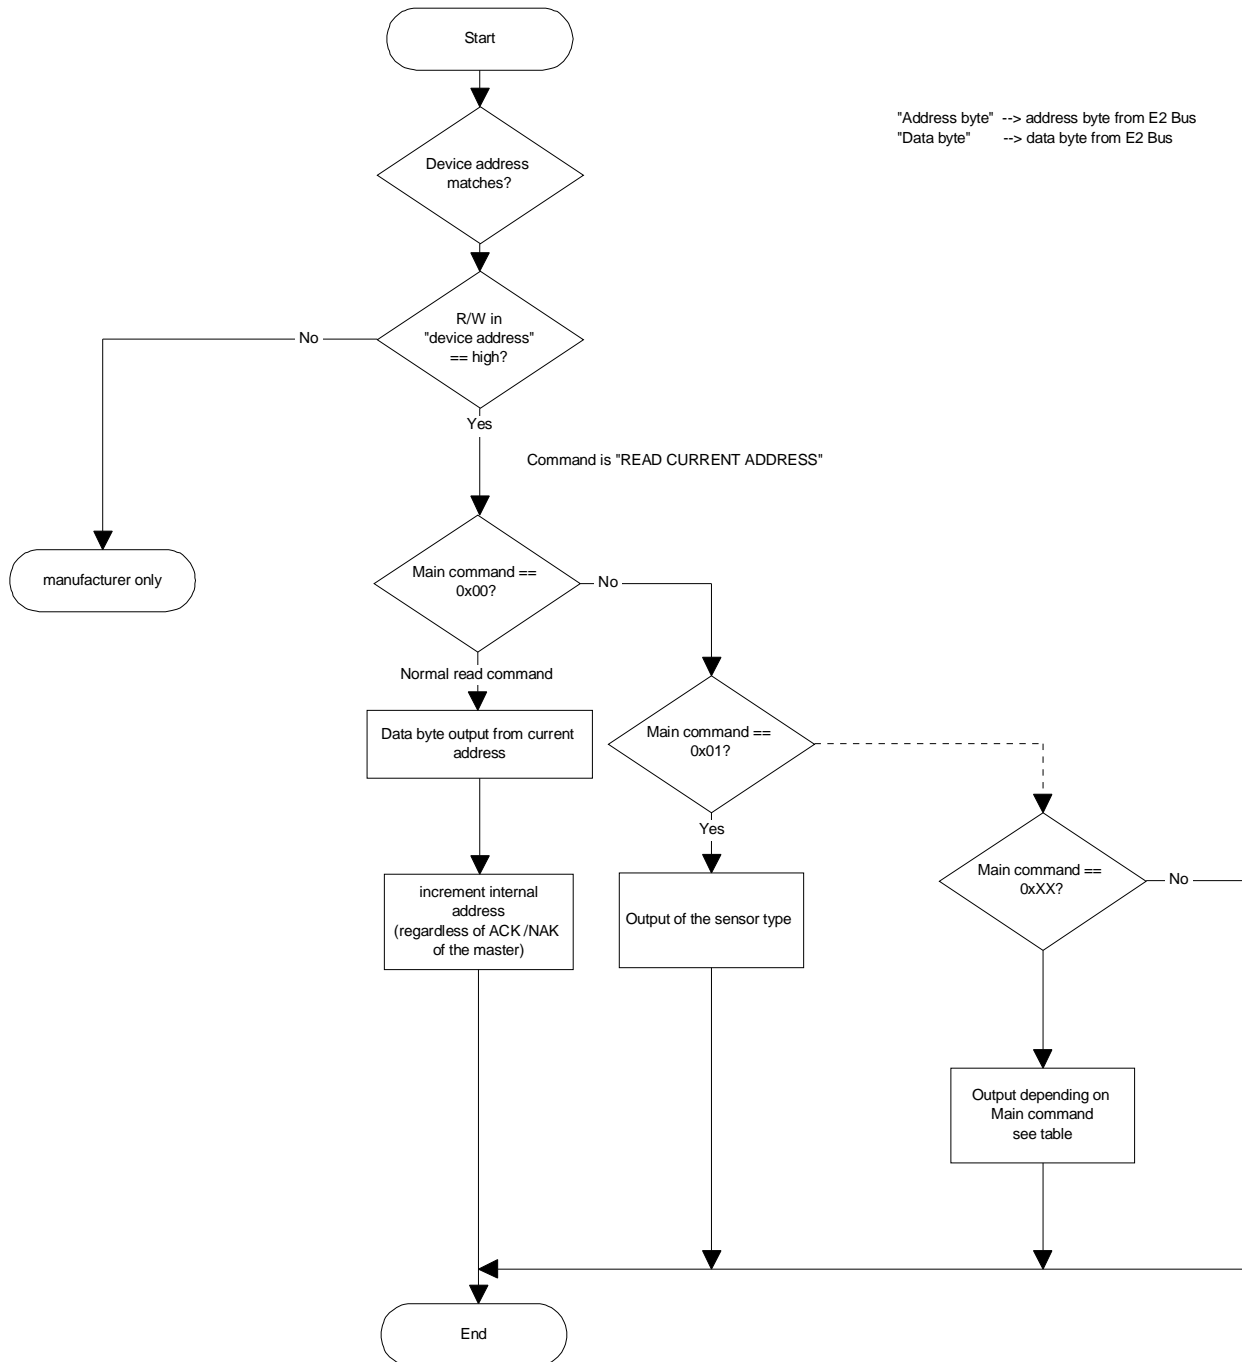 Start
"Address byte" --> address byte from E2 Bus
"Data byte" --> data byte from E2 Bus
Device address
matches?
R/W in
"device address"
== high?
No
Yes
Command is "READ CURRENT ADDRESS"
manufacturer only
Main command ==
0x00?
No
Normal read command
Data byte output from current
address
Main command ==
0x01?
Yes
Main command ==
0xXX?
No
increment internal
address
(regardless of ACK /NAK
of the master)
Output of the sensor type
Output depending on
Main command
see table
End